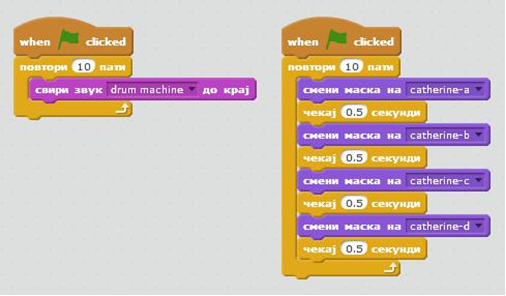 when clicked
повтори 10 пати
свири звук drum machine до крај
when clicked
повтори 10 пати
смени маска на catherine-a
чекај 0.5 секунди
смени маска на catherine-b
чекај 0.5 секунди
смени маска на catherine-c
чекај 0.5 секунди
смени маска на catherine-d
чекај 0.5 секунди